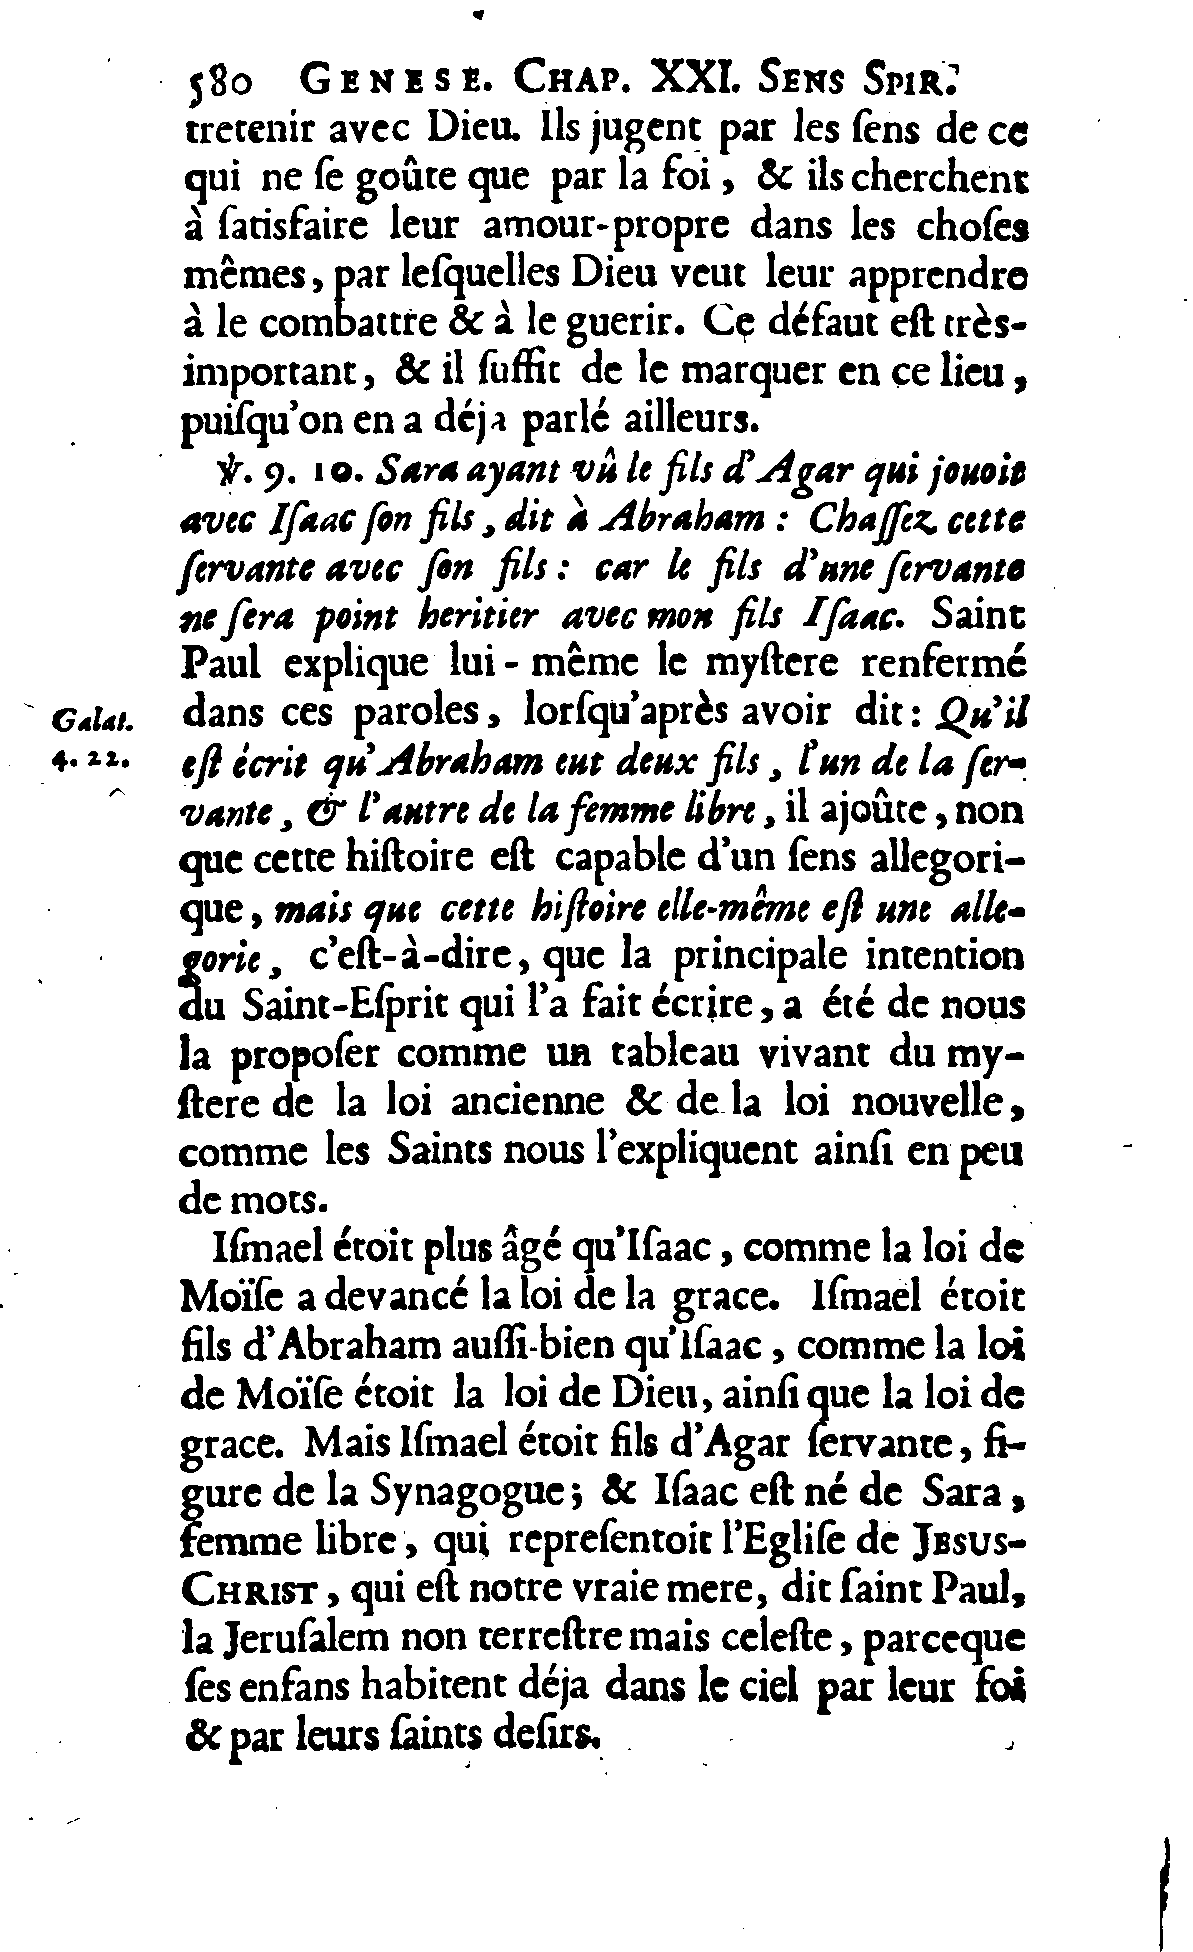 580 GENESE. CHAP. XXI. SENS SPIR.
tretenir avec Dieu. Ils jugent par les ſens de ce
qui ne ſe goûte que par la foi, & ils cherchent
à ſatisfaire leur amour-propre dans les choſes
mêmes, par leſquelles Dieu veut leur apprendre
à le combattre & à le guerir. Ce défaut eſt très-
important, & il ſuffit de le marquer en ce lieu,
puiſqu'on en a déja parlé ailleurs.
℣. 9. 10. Sara ayant vû le fils d'Agar qui joüoit
avec Iſaac ſon fils, dit à Abraham : Chaſſez cette
ſervante avec ſon fils : car le fils d'une ſervante
ne ſera point heritier avec mon fils Iſaac. Saint
Paul explique lui-même le myſtere renfermé
Galat.
4. 22.
dans ces paroles, lorſqu'après avoir dit : Qu'il
eſt écrit qu'Abraham eut deux fils, l'un de la ſer-
vante, & l'autre de la femme libre, il ajoûte, non
que cette hiſtoire eſt capable d'un ſens allegori-
que, mais que cette hiſtoire elle-même eſt une alle-
gorie, c'eſt-à-dire, que la principale intention
du Saint-Eſprit qui l'a fait écrire, a été de nous
la propoſer comme un tableau vivant du my-
ſtere de la loi ancienne & de la loi nouvelle,
comme les Saints nous l'expliquent ainſi en peu
de mots.
Iſmael étoit plus âgé qu'Iſaac, comme la loi de
Moïſe a devancé la loi de la grace. Iſmael étoit
fils d'Abraham auſſi-bien qu'Iſaac, comme la loi
de Moïſe étoit la loi de Dieu, ainſi que la loi de
grace. Mais Iſmael étoit fils d'Agar ſervante, fi-
gure de la Synagogue; & Iſaac eſt né de Sara,
femme libre, qui repreſentoit l'Egliſe de JESUS-
CHRIST, qui eſt notre vraie mere, dit ſaint Paul,
la Jeruſalem non terreſtre mais celeſte, parceque
ſes enfans habitent déja dans le ciel par leur foi
& par leurs ſaints deſirs.